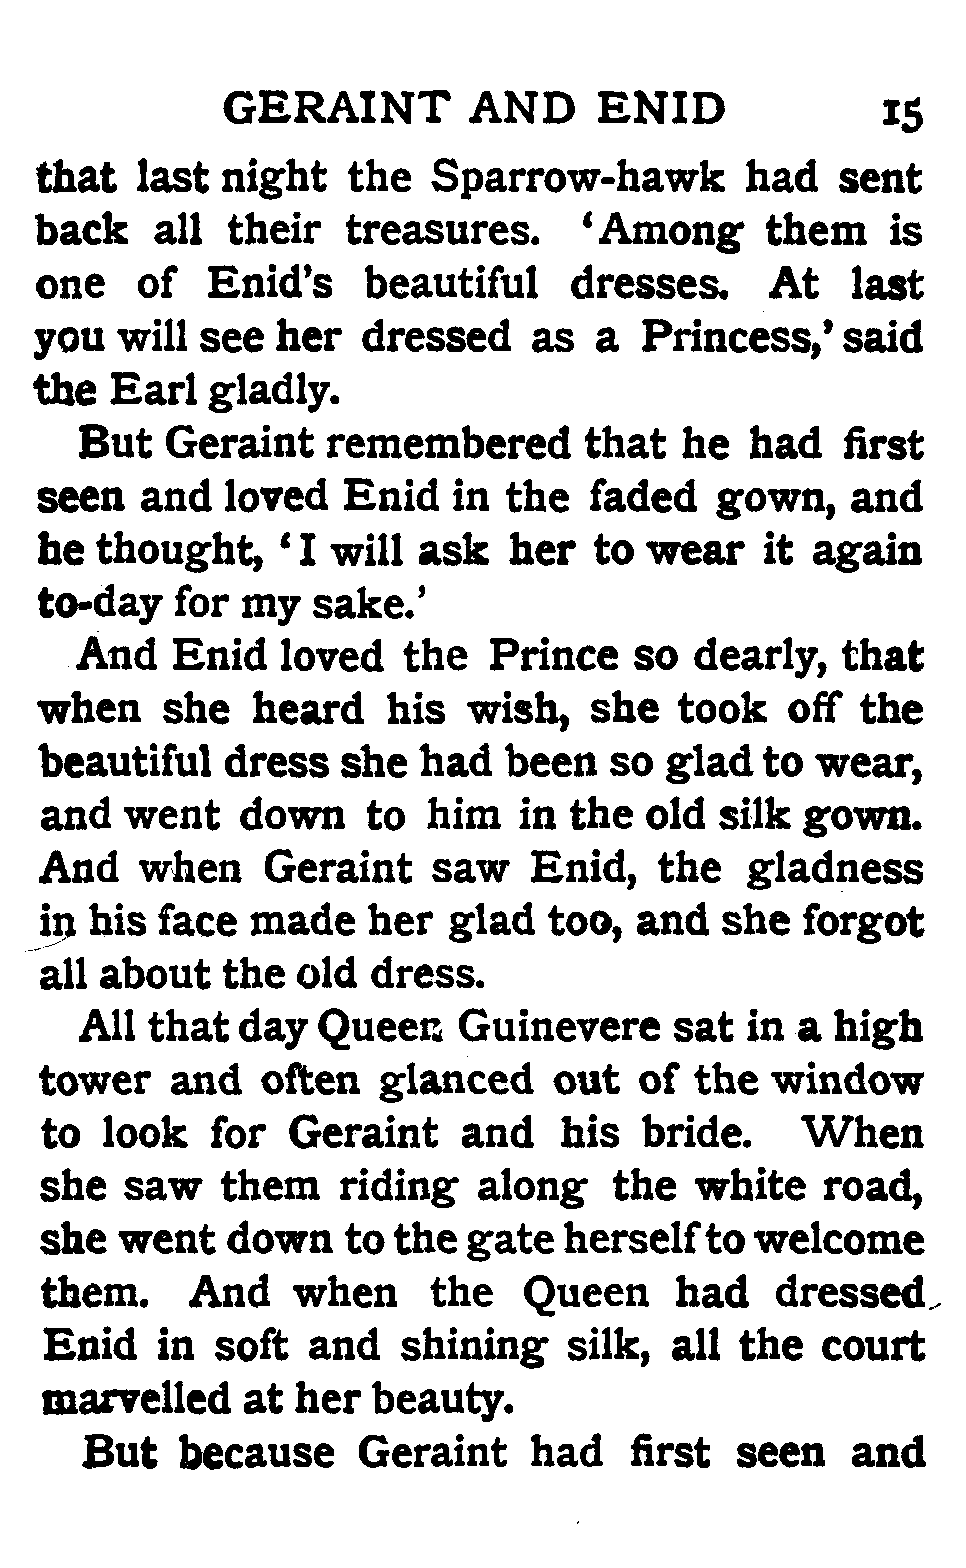 GERAINT AND ENID 15
that last night the Sparrow-hawk had sent
back all their treasures. ‘Among them is
one of Enid's beautiful dresses. At last
you will see her dressed as a Princess,’ said
the Earl gladly.
But Geraint remembered that he had first
seen and loved Enid in the faded gown, and
he thought, ‘I will ask her to wear it again
to-day for my sake.’
And Enid loved the Prince so dearly, that
when she heard his wish, she took off the
beautiful dress she had been so glad to wear,
and went down to him in the old silk gown.
And when Geraint saw Enid, the gladness
in his face made her glad too, and she forgot
all about the old dress.
All that day Queen Guinevere sat in a high
tower and often glanced out of the window
to look for Geraint and his bride. When
she saw them riding along the white road,
she went down to the gate herself to welcome
them. And when the Queen had dressed
Enid in soft and shining silk, all the court
marvelled at her beauty.
But because Geraint had first seen and